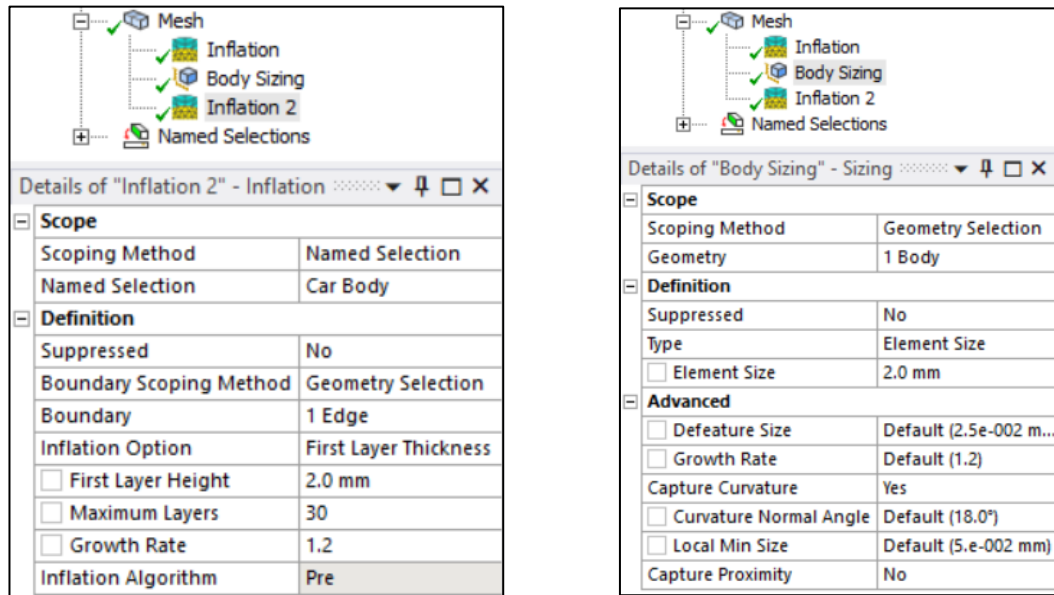 Mesh
Inflation
Body Sizing
Inflation 2
Named Selections
Details of "Inflation 2" - Inflation
Scope
Scoping Method Named Selection
Named Selection Car Body
Definition
Suppressed No
Boundary Scoping Method Geometry Selection
Boundary 1 Edge
Inflation Option First Layer Thickness
First Layer Height 2.0 mm
Maximum Layers 30
Growth Rate 1.2
Inflation Algorithm Pre
Mesh
Inflation
Body Sizing
Inflation 2
Named Selections
Details of "Body Sizing" - Sizing
Scope
Scoping Method Geometry Selection
Geometry 1 Body
Definition
Suppressed No
Type Element Size
Element Size 2.0 mm
Advanced
Defeature Size Default (2.5e-002 m...
Growth Rate Default (1.2)
Capture Curvature Yes
Curvature Normal Angle Default (18.0°)
Local Min Size Default (5.e-002 mm)
Capture Proximity No